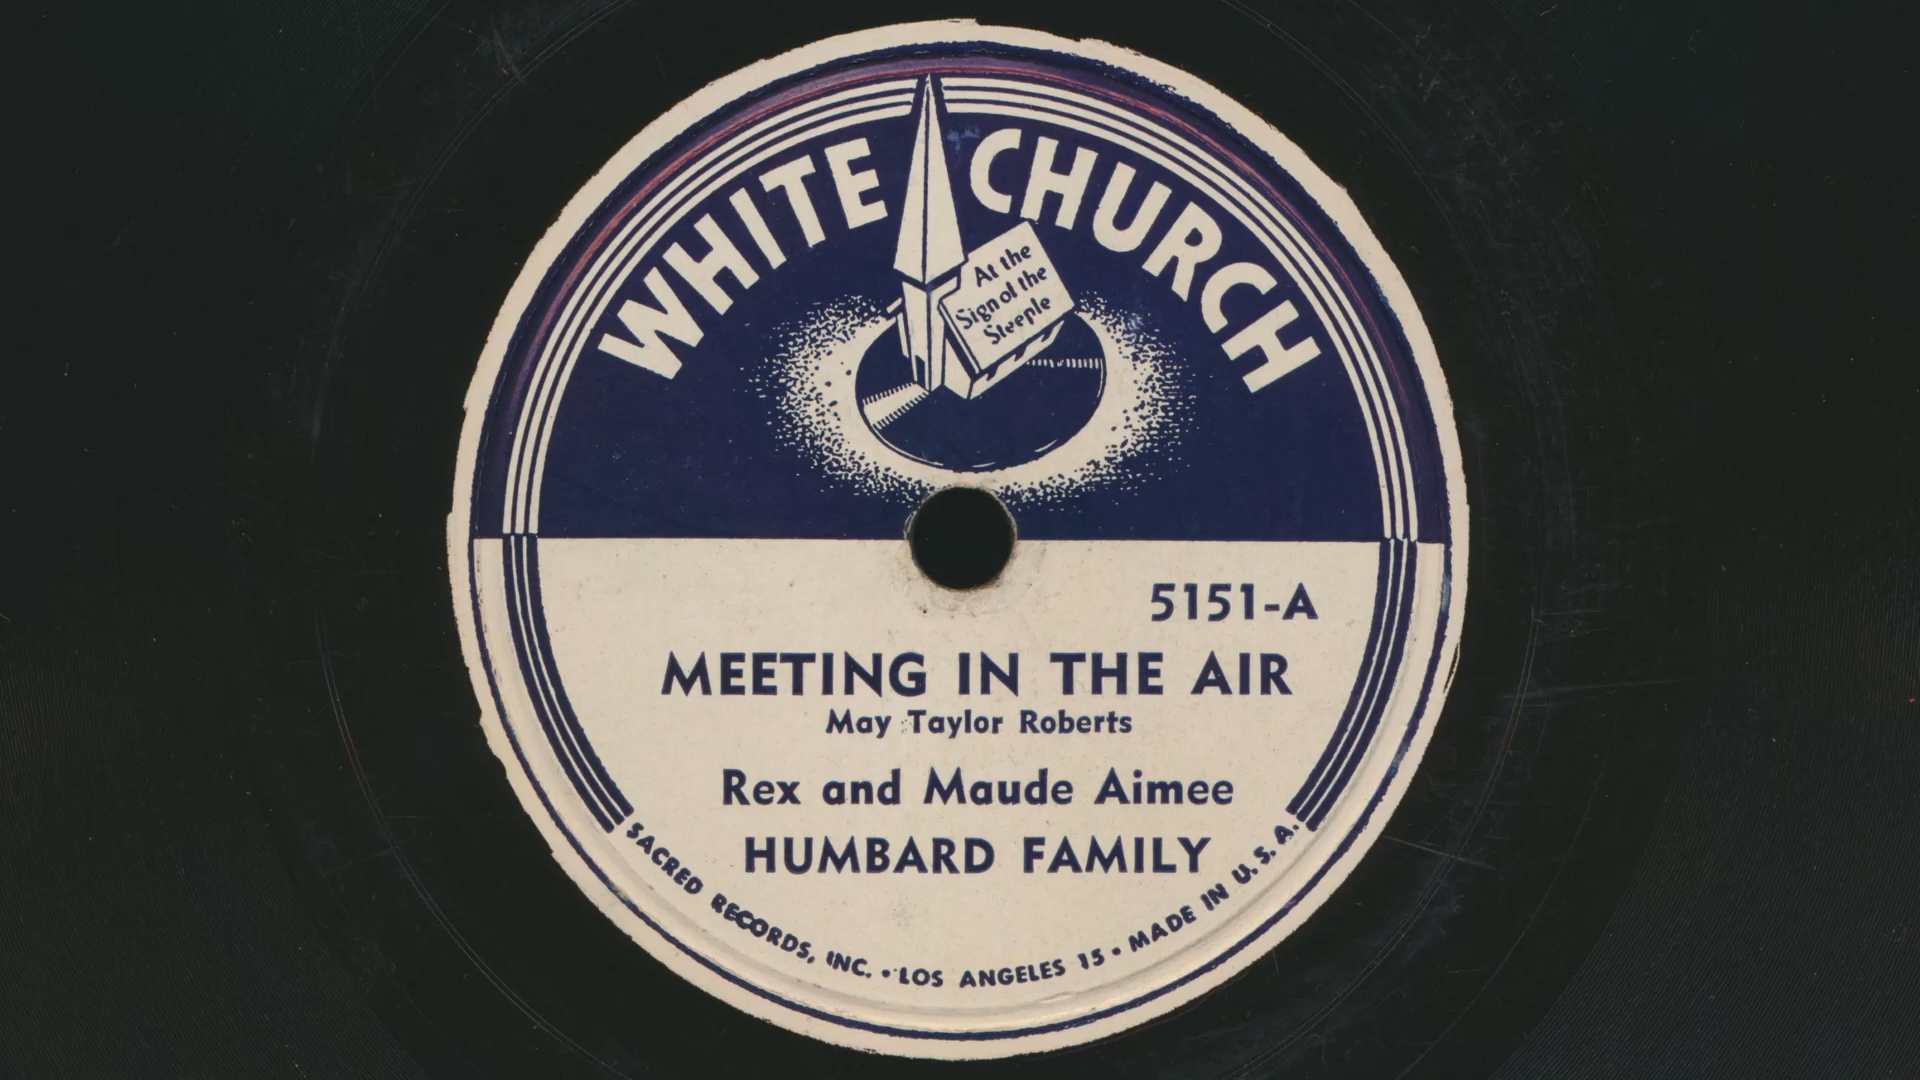 WHITE CHURCH
At the
Sign of the
Steeple
5151-A
MEETING IN THE AIR
May Taylor Roberts
Rex and Maude Aimee
HUMBARD FAMILY
SACRED RECORDS, INC. • LOS ANGELES 15 • MADE IN U. S. A.